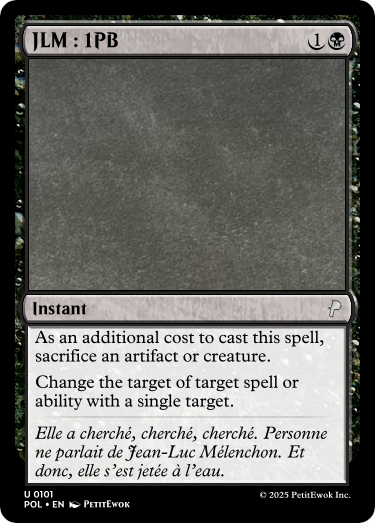 JLM : 1PB
1
Instant
As an additional cost to cast this spell,
sacrifice an artifact or creature.
Change the target of target spell or
ability with a single target.
Elle a cherché, cherché, cherché. Personne
ne parlait de Jean-Luc Mélenchon. Et
donc, elle s'est jetée à l'eau.
U 0101
POL • EN PETITEWOK
© 2025 PetitEwok Inc.